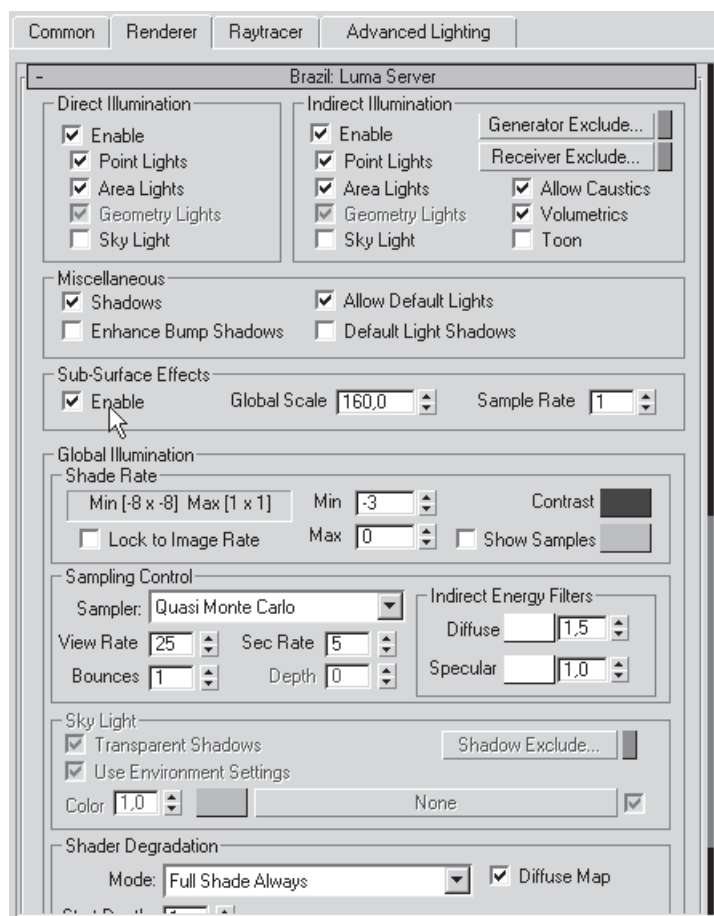 Common Renderer Raytracer Advanced Lighting
- Brazil: Luma Server
Direct Illumination
Enable
Point Lights
Area Lights
Geometry Lights
Sky Light
Indirect Illumination
Enable
Point Lights
Area Lights
Geometry Lights
Sky Light
Generator Exclude...
Receiver Exclude...
Allow Caustics
Volumetrics
Toon
Miscellaneous
Shadows Allow Default Lights
Enhance Bump Shadows Default Light Shadows
Sub-Surface Effects
Enable Global Scale 160,0 Sample Rate 1
Global Illumination
Shade Rate
Min [-8 x -8] Max [1 x 1] Min -3 Contrast
Lock to Image Rate Max 0 Show Samples
Sampling Control
Sampler: Quasi Monte Carlo
View Rate 25 Sec Rate 5
Bounces 1 Depth 0
Indirect Energy Filters
Diffuse 1,5
Specular 1,0
Sky Light
Transparent Shadows Shadow Exclude...
Use Environment Settings
Color 1,0 None
Shader Degradation
Mode: Full Shade Always Diffuse Map